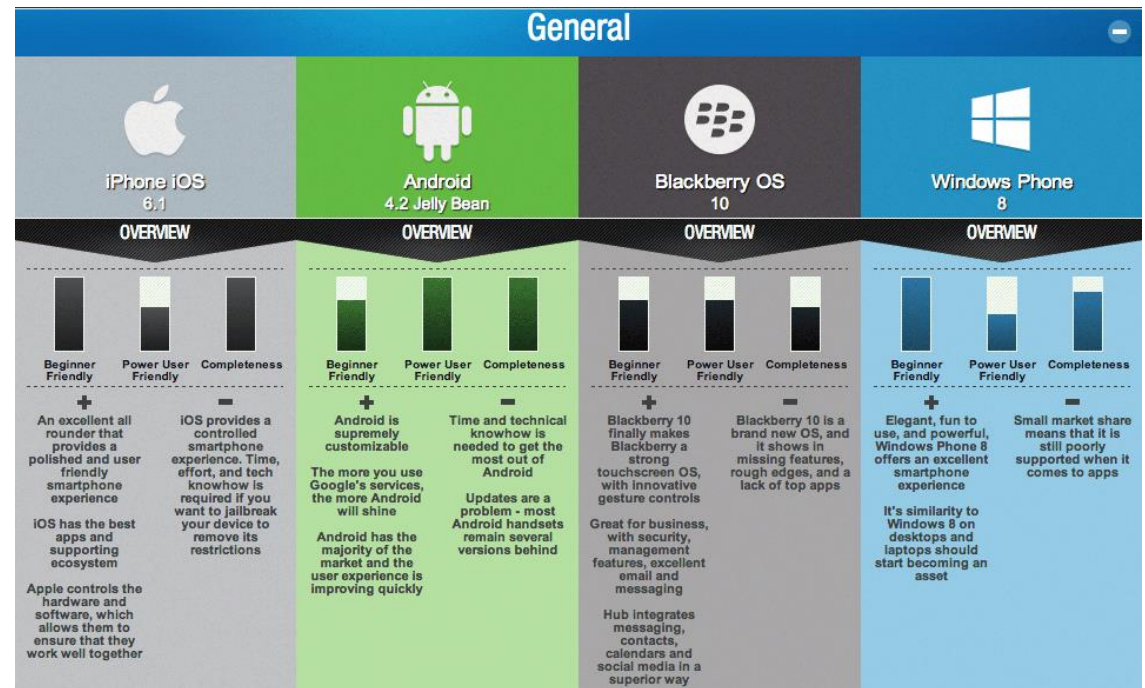 General
iPhone iOS
6.1
Android
4.2 Jelly Bean
Blackberry OS
10
Windows Phone
8
OVERVIEW
OVERVIEW
OVERVIEW
OVERVIEW
Beginner
Friendly
Power User
Friendly
Completeness
Beginner
Friendly
Power User
Friendly
Completeness
Beginner
Friendly
Power User
Friendly
Completeness
Beginner
Friendly
Power User
Friendly
Completeness
+
An excellent all
rounder that
provides a
polished and user
friendly
smartphone
experience
iOS has the best
apps and
supporting
ecosystem
Apple controls the
hardware and
software, which
allows them to
ensure that they
work well together
−
iOS provides a
controlled
smartphone
experience. Time,
effort, and tech
knowhow is
required if you
want to jailbreak
your device to
remove its
restrictions
+
Android is
supremely
customizable
The more you use
Google's services,
the more Android
will shine
Android has the
majority of the
market and the
user experience is
improving quickly
−
Time and technical
knowhow is
needed to get the
most out of
Android
Updates are a
problem - most
Android handsets
remain several
versions behind
+
Blackberry 10
finally makes
Blackberry a
strong
touchscreen OS,
with innovative
gesture controls
Great for business,
with security,
management
features, excellent
email and
messaging
Hub integrates
messaging,
contacts,
calendars and
social media in a
superior way
−
Blackberry 10 is a
brand new OS, and
it shows in
missing features,
rough edges, and a
lack of top apps
+
Elegant, fun to
use, and powerful,
Windows Phone 8
offers an excellent
smartphone
experience
It's similarity to
Windows 8 on
desktops and
laptops should
start becoming an
asset
−
Small market share
means that it is
still poorly
supported when it
comes to apps